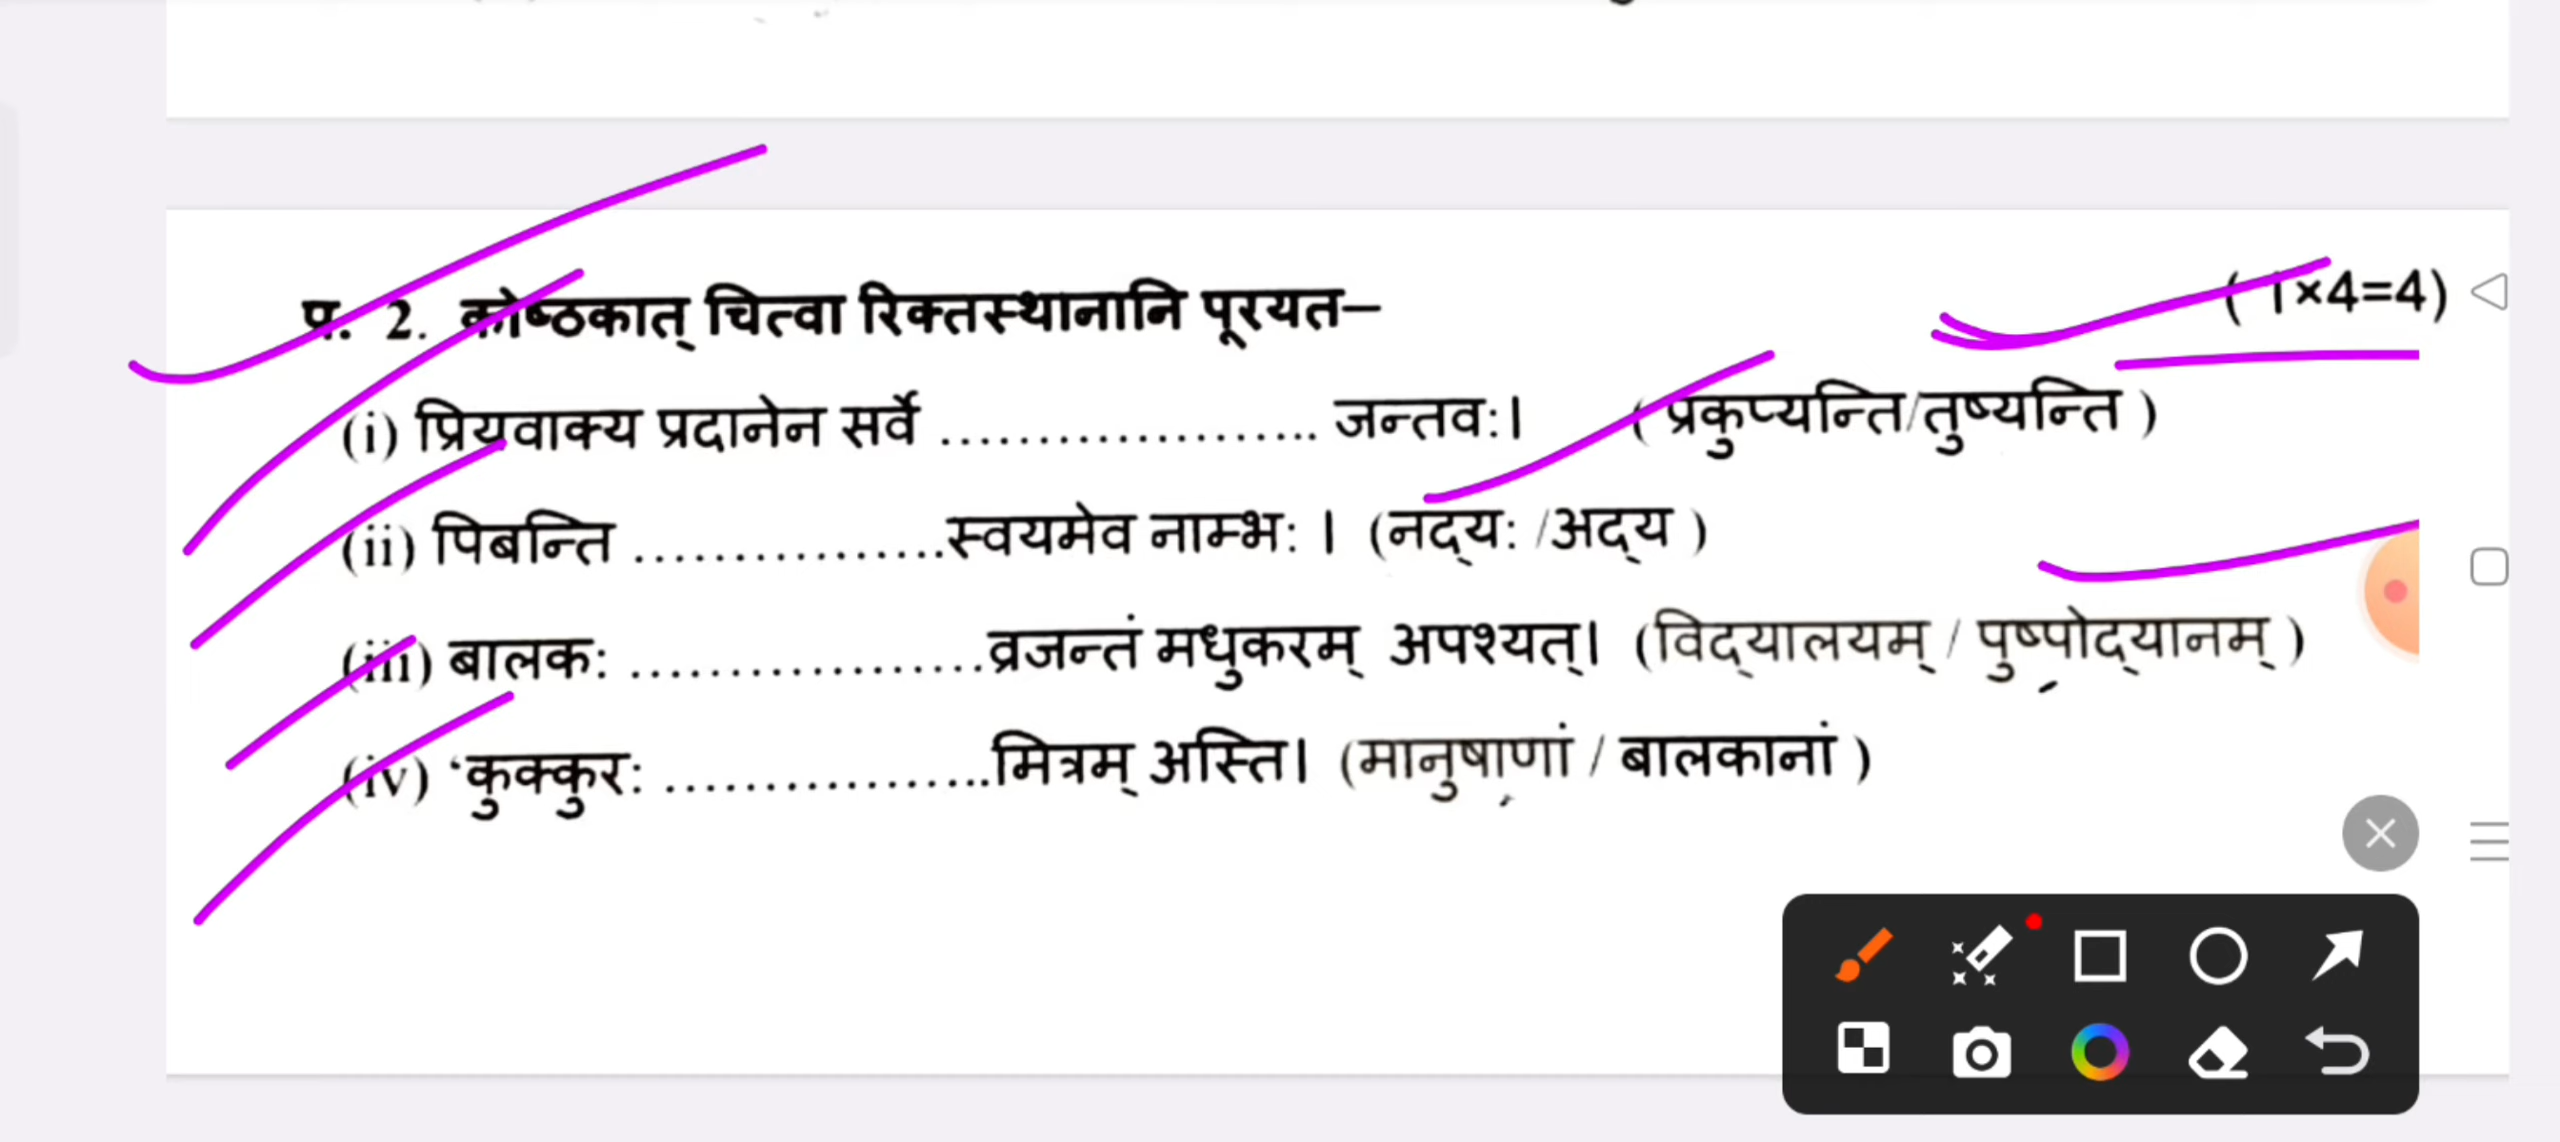 प्र. 2. कोष्ठकात् चित्वा रिक्तस्थानानि पूरयत– ( 1×4=4)
(i) प्रियवाक्य प्रदानेन सर्वे .................... जन्तवः। ( प्रकुप्यन्ति/तुष्यन्ति )
(ii) पिबन्ति ................स्वयमेव नाम्भः । (नद्यः /अद्य )
(iii) बालकः ..................व्रजन्तं मधुकरम् अपश्यत्। (विद्यालयम् / पुष्पोद्यानम् )
(iv) ‘कुक्कुरः .................मित्रम् अस्ति। (मानुषाणां / बालकानां )